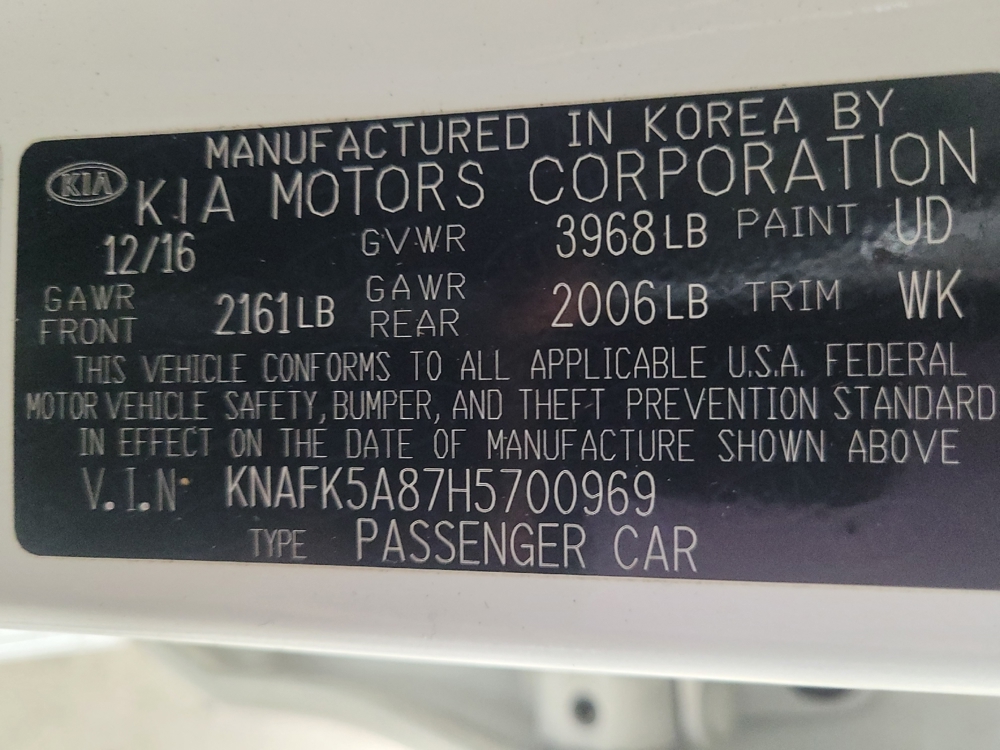 MANUFACTURED IN KOREA BY
KIA KIA MOTORS CORPORATION
12/16 GVWR 3968LB PAINT UD
GAWR FRONT 2161LB GAWR REAR 2006LB TRIM WK
THIS VEHICLE CONFORMS TO ALL APPLICABLE U.S.A. FEDERAL
MOTOR VEHICLE SAFETY, BUMPER, AND THEFT PREVENTION STANDARD
IN EFFECT ON THE DATE OF MANUFACTURE SHOWN ABOVE
V.I.N KNAFK5A87H5700969
TYPE PASSENGER CAR